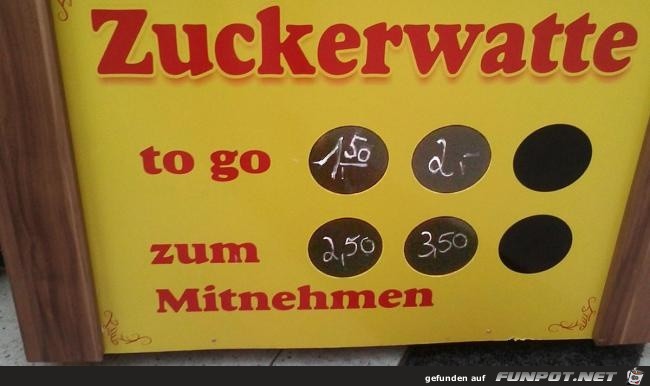 Zuckerwatte
to go 1,50 2,-
zum 2,50 3,50
Mitnehmen
gefunden auf FUNPOT.NET